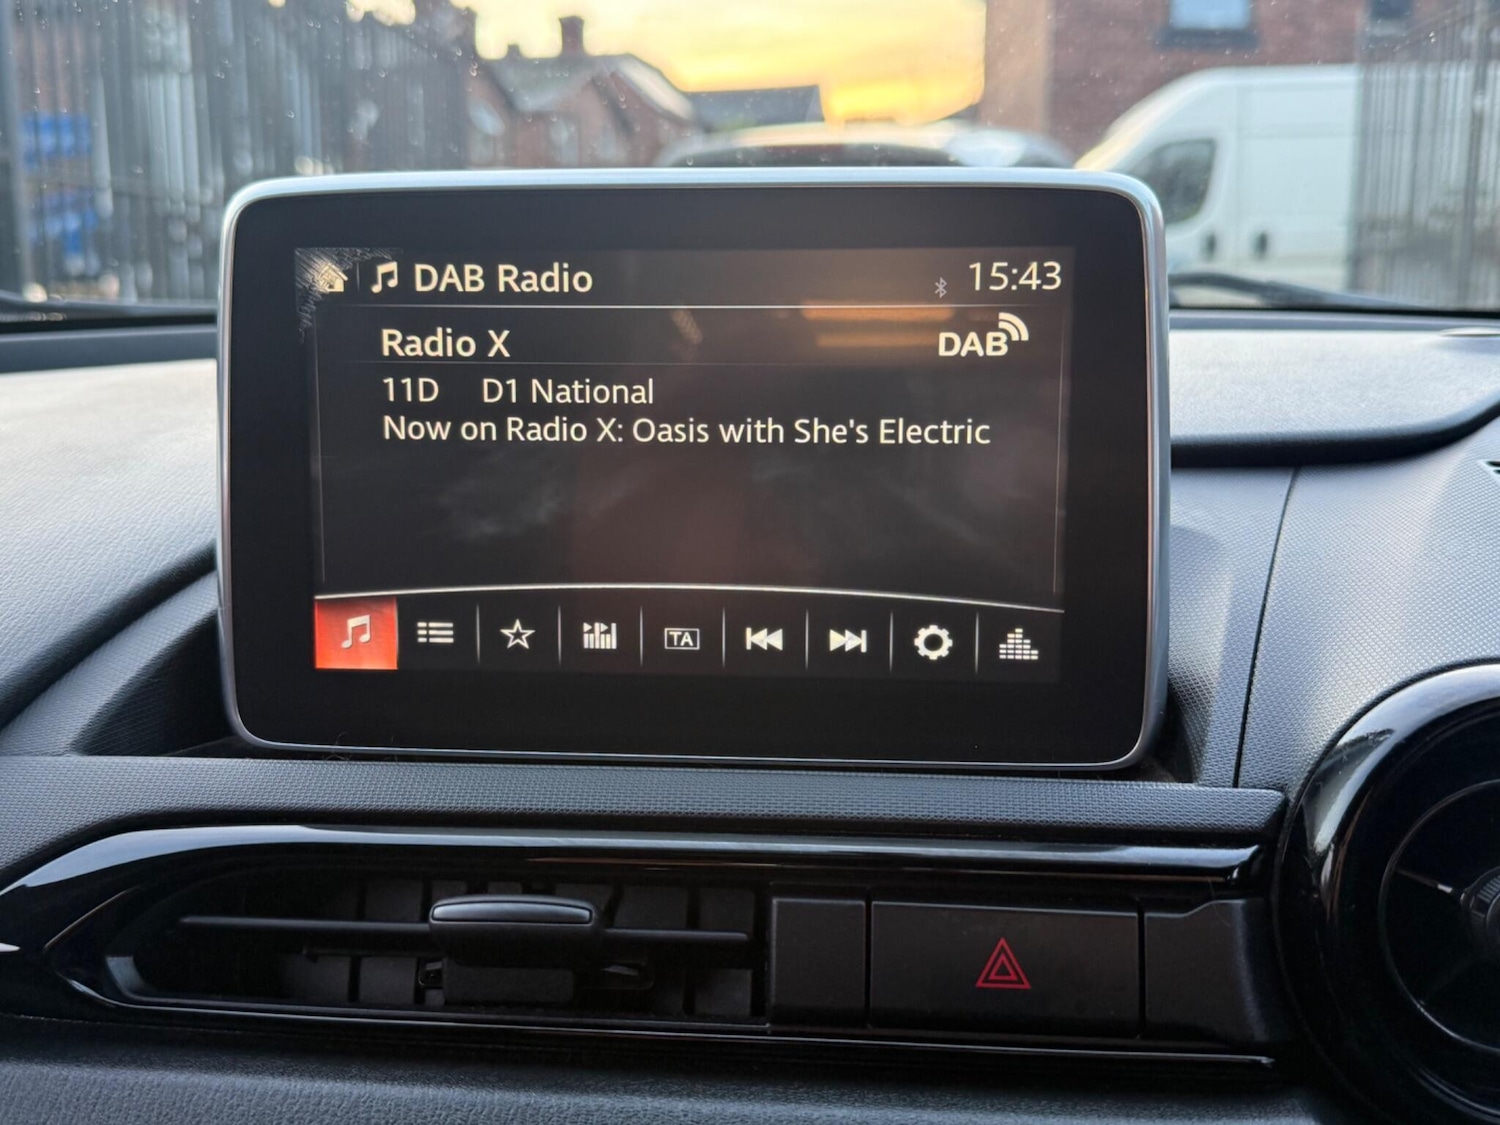 DAB Radio 15:43
Radio X DAB
11D D1 National
Now on Radio X: Oasis with She's Electric
TA